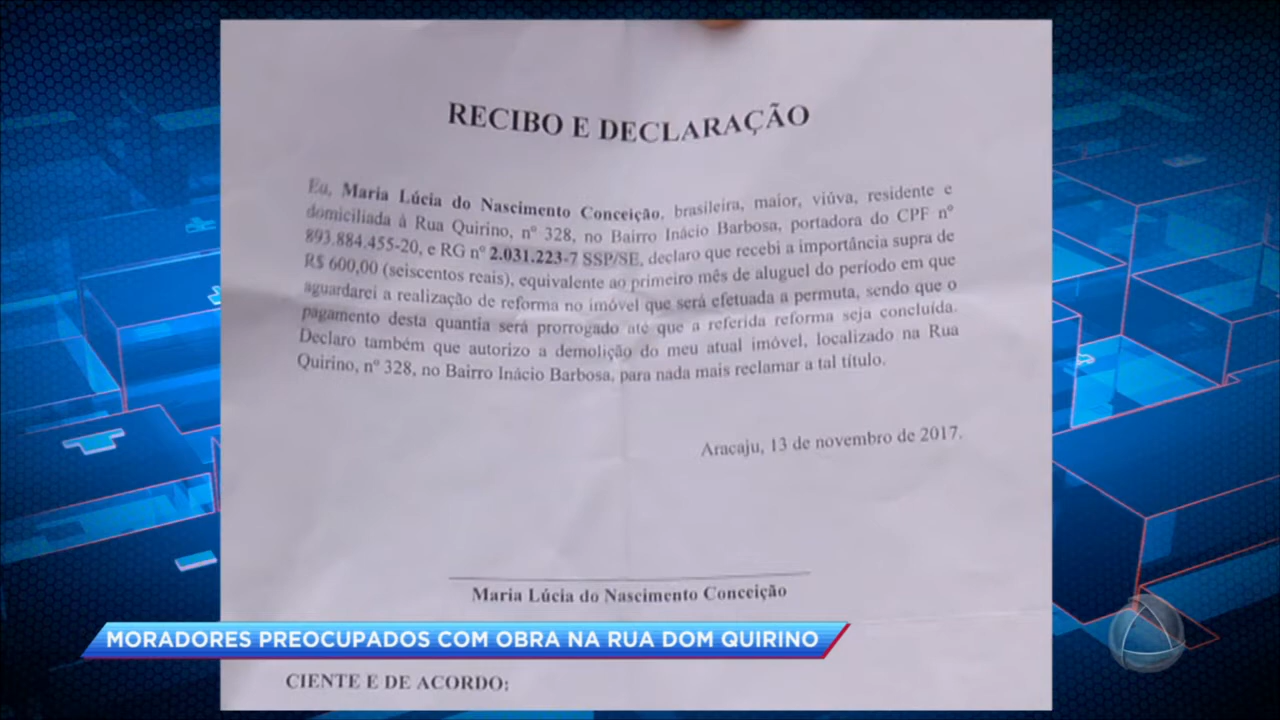 RECIBO E DECLARAÇÃO
Eu, Maria Lúcia do Nascimento Conceição, brasileira, maior, viúva, residente e
domiciliada à Rua Quirino, nº 328, no Bairro Inácio Barbosa, portadora do CPF nº
893.884.455-20, e RG nº 2.031.223-7 SSP/SE, declaro que recebi a importância supra de
R$ 600,00 (seiscentos reais), equivalente ao primeiro mês de aluguel do período em que
aguardarei a realização de reforma no imóvel que será efetuada a permuta, sendo que o
pagamento desta quantia será prorrogado até que a referida reforma seja concluída.
Declaro também que autorizo a demolição do meu atual imóvel, localizado na Rua
Quirino, nº 328, no Bairro Inácio Barbosa, para nada mais reclamar a tal título.
Aracaju, 13 de novembro de 2017.
Maria Lúcia do Nascimento Conceição
MORADORES PREOCUPADOS COM OBRA NA RUA DOM QUIRINO
CIENTE E DE ACORDO: